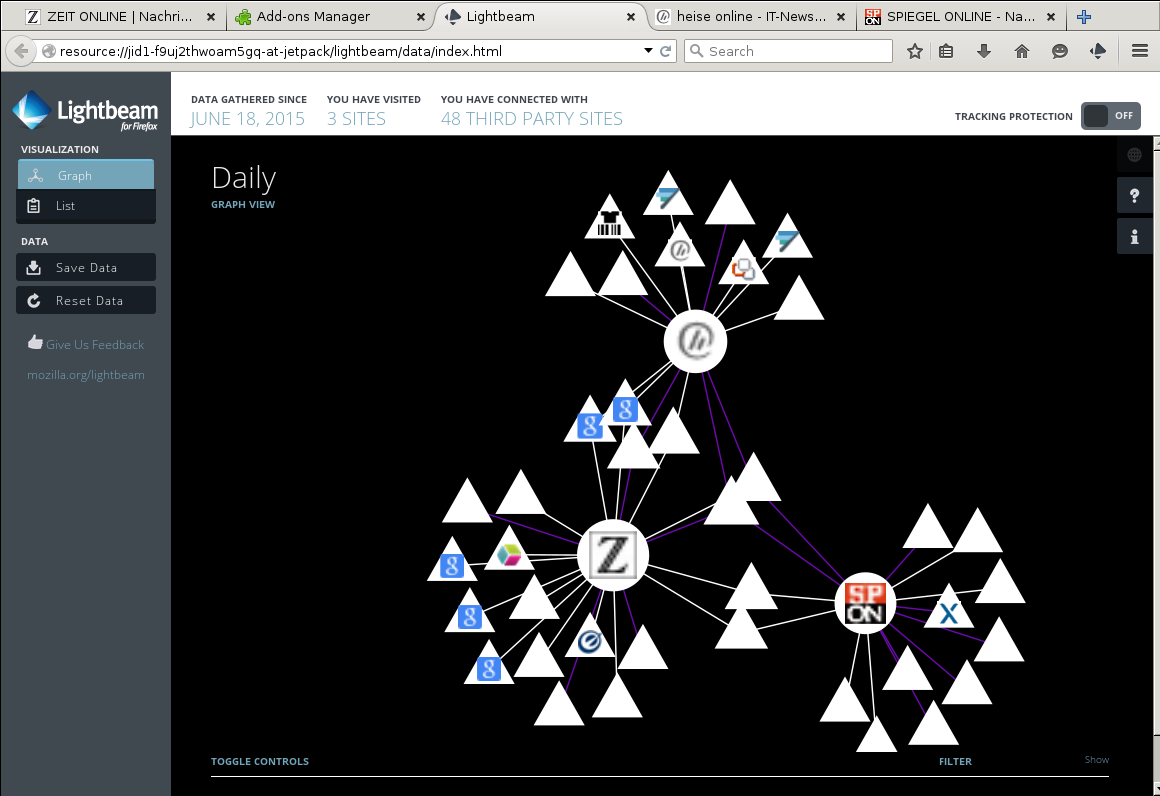 ZEIT ONLINE | Nachri...
Add-ons Manager
Lightbeam
heise online - IT-News...
SPIEGEL ONLINE - Na...
resource://jid1-f9uj2thwoam5gq-at-jetpack/lightbeam/data/index.html
Search
Lightbeam
for Firefox
DATA GATHERED SINCE
JUNE 18, 2015
YOU HAVE VISITED
3 SITES
YOU HAVE CONNECTED WITH
48 THIRD PARTY SITES
TRACKING PROTECTION
OFF
VISUALIZATION
Graph
List
DATA
Save Data
Reset Data
Give Us Feedback
mozilla.org/lightbeam
Daily
GRAPH VIEW
?
i
h
h
g
g
Z
g
g
g
SP
ON
X
TOGGLE CONTROLS
FILTER
Show